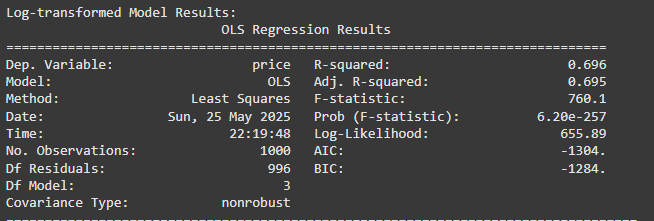 Log-transformed Model Results:
OLS Regression Results
==============================================================================
Dep. Variable: price R-squared: 0.696
Model: OLS Adj. R-squared: 0.695
Method: Least Squares F-statistic: 760.1
Date: Sun, 25 May 2025 Prob (F-statistic): 6.20e-257
Time: 22:19:48 Log-Likelihood: 655.89
No. Observations: 1000 AIC: -1304.
Df Residuals: 996 BIC: -1284.
Df Model: 3
Covariance Type: nonrobust
==================================================================================